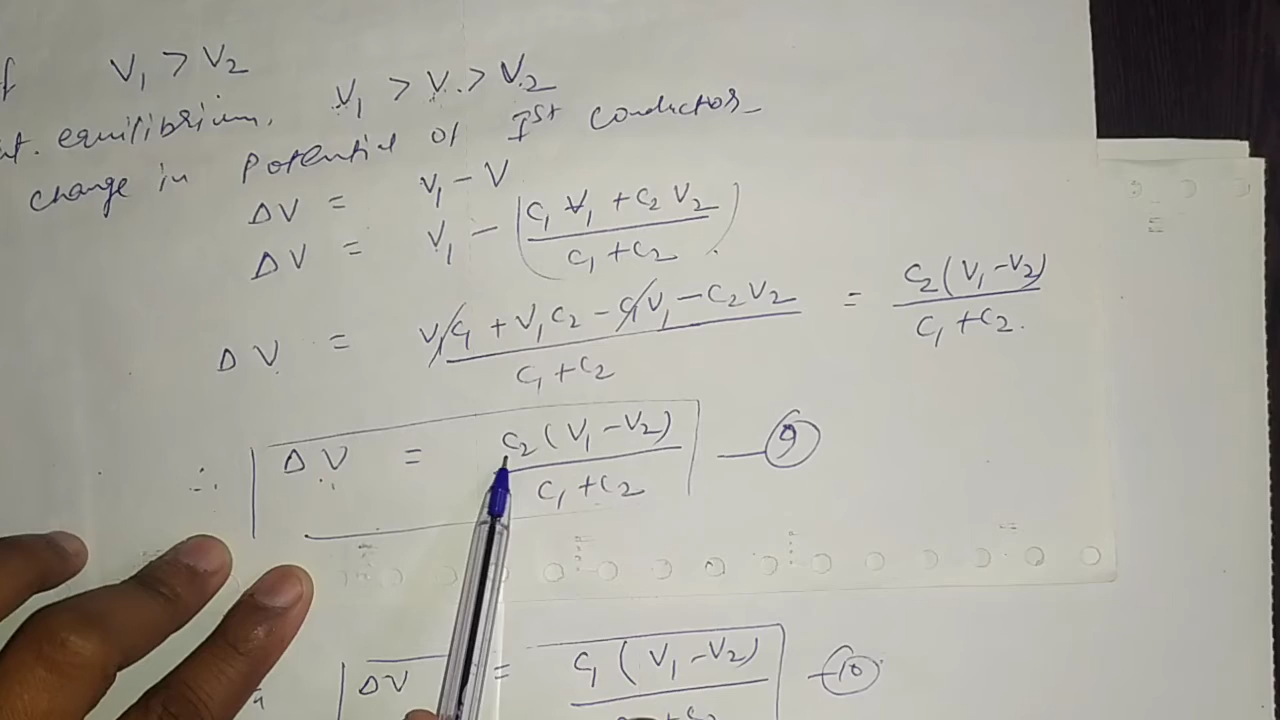 f V₁ > V₂
at. equilibrium, V₁ > V > V₂
change in Potential of Iˢᵗ conductor
ΔV = V₁ - V
ΔV = V₁ - (C₁V₁ + C₂V₂ / C₁+C₂)
ΔV = V₁C₁ + V₁C₂ - C₁V₁ - C₂V₂ / C₁+C₂ = C₂(V₁-V₂) / C₁+C₂.
∴ ΔV = C₂(V₁-V₂) / C₁+C₂ — 9
ΔV = C₁(V₁-V₂) — 10